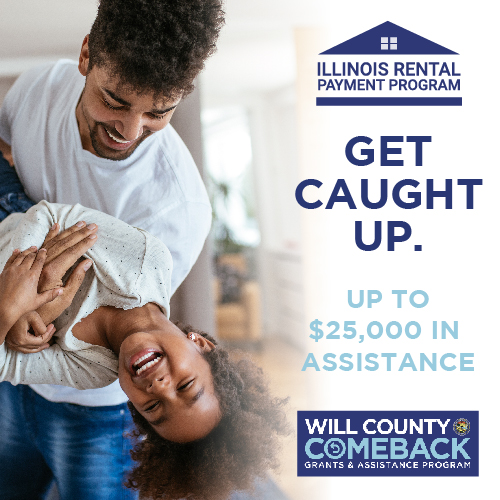 ILLINOIS RENTAL
PAYMENT PROGRAM
GET
CAUGHT
UP.
UP TO
$25,000 IN
ASSISTANCE
WILL COUNTY
COMEBACK
GRANTS & ASSISTANCE PROGRAM